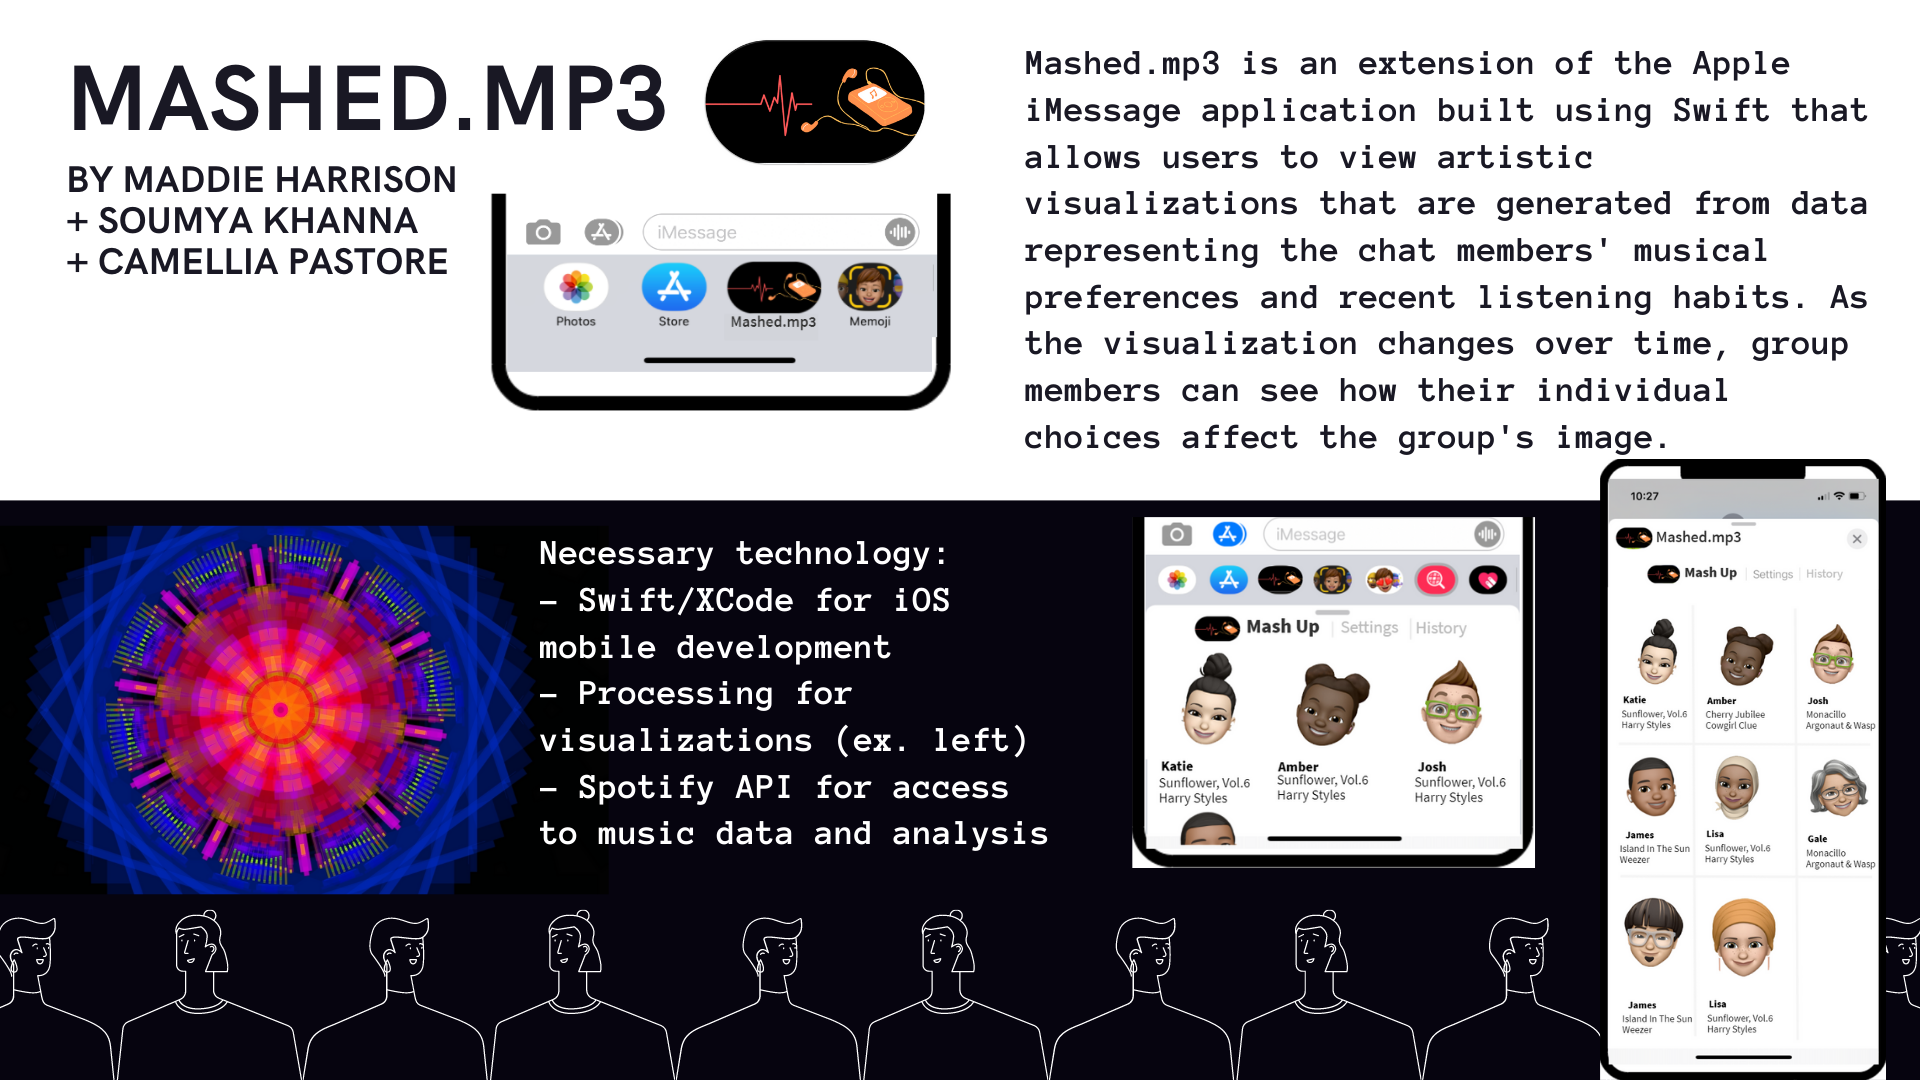 MASHED.MP3
BY MADDIE HARRISON
+ SOUMYA KHANNA
+ CAMELLIA PASTORE
iMessage
Photos
Store
Mashed.mp3
Memoji
Mashed.mp3 is an extension of the Apple
iMessage application built using Swift that
allows users to view artistic
visualizations that are generated from data
representing the chat members' musical
preferences and recent listening habits. As
the visualization changes over time, group
members can see how their individual
choices affect the group's image.
Necessary technology:
- Swift/XCode for iOS
mobile development
- Processing for
visualizations (ex. left)
- Spotify API for access
to music data and analysis
iMessage
Mash Up
Settings
History
Katie
Sunflower, Vol.6
Harry Styles
Amber
Sunflower, Vol.6
Harry Styles
Josh
Sunflower, Vol.6
Harry Styles
10:27
Mashed.mp3
Mash Up
Settings
History
Katie
Sunflower, Vol.6
Harry Styles
Amber
Cherry Jubilee
Cowgirl Clue
Josh
Monacillo
Argonaut & Wasp
James
Island In The Sun
Weezer
Lisa
Sunflower, Vol.6
Harry Styles
Gale
Monacillo
Argonaut & Wasp
James
Island In The Sun
Weezer
Lisa
Sunflower, Vol.6
Harry Styles